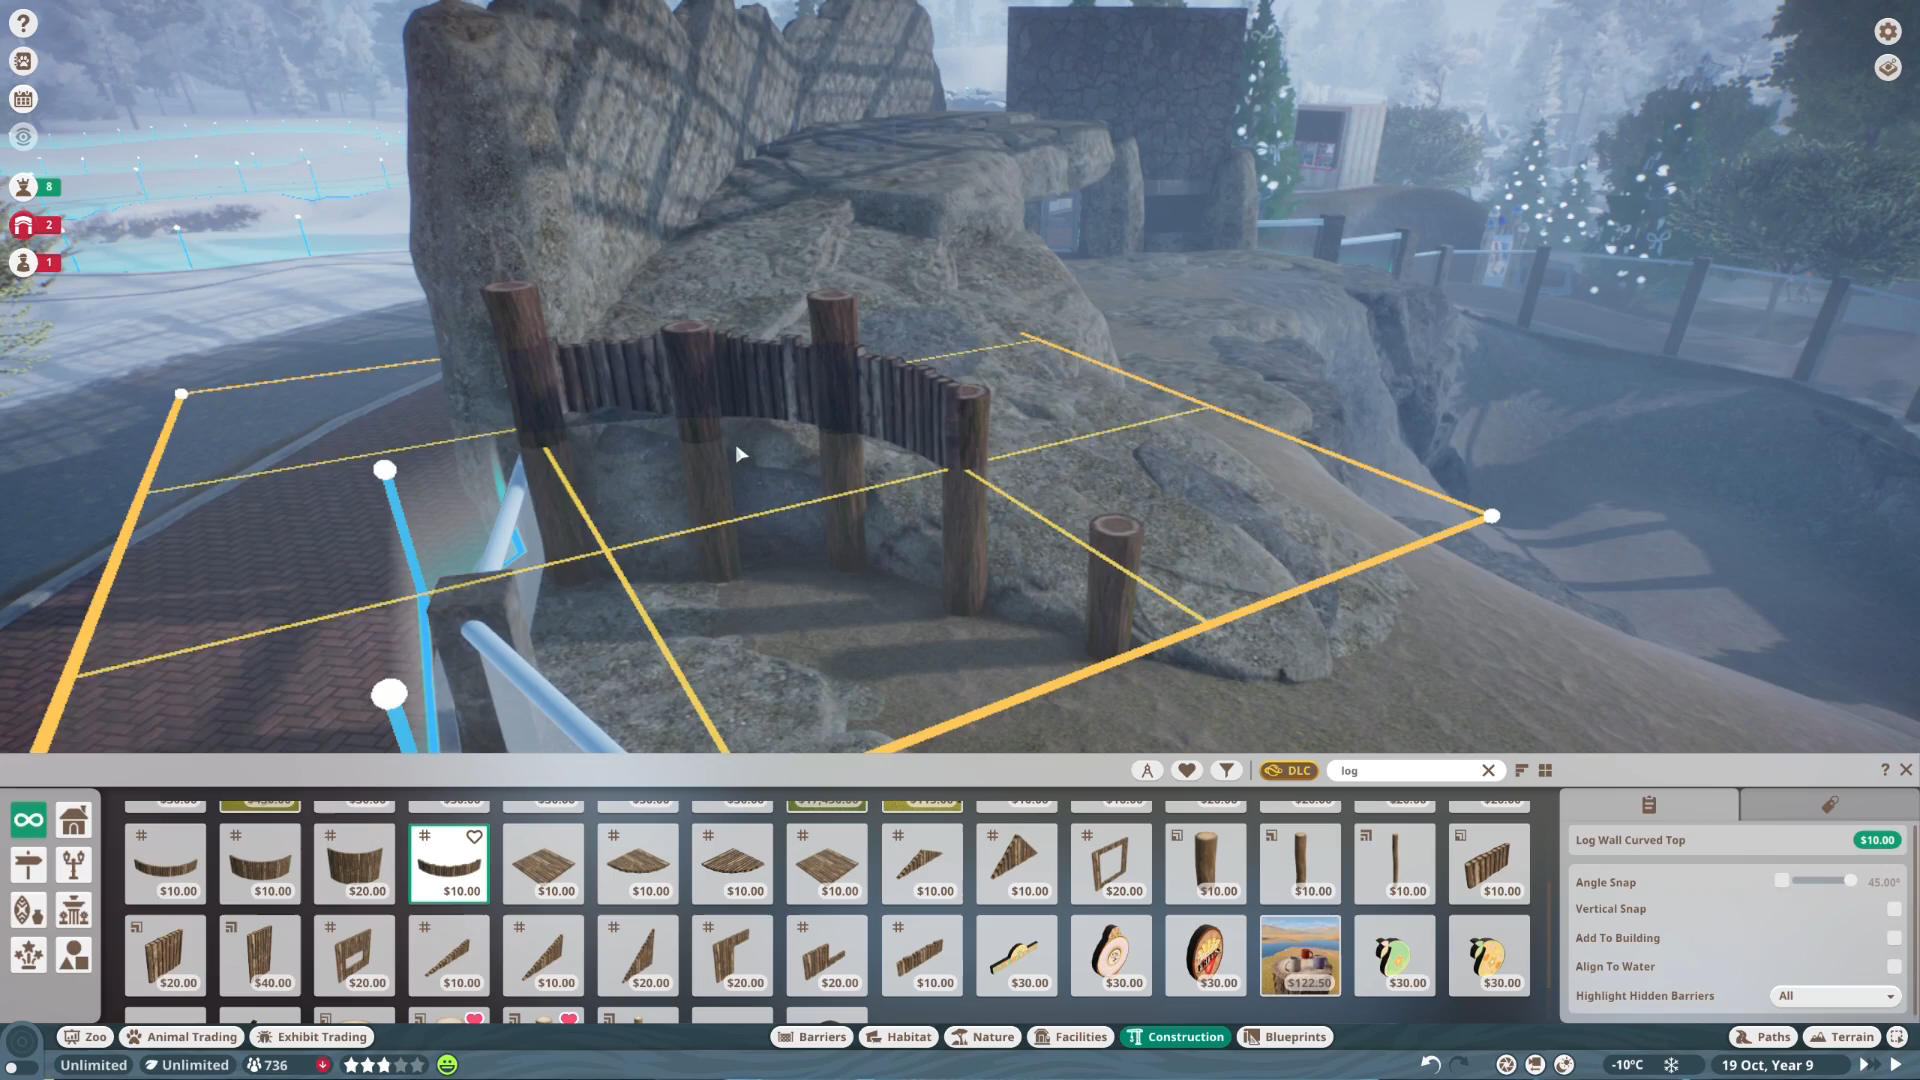 8
2
1
DLC
log
$10.00 $10.00 $20.00 $10.00 $10.00 $10.00 $10.00 $10.00 $10.00 $10.00 $20.00 $10.00 $10.00 $10.00 $10.00
$20.00 $20.00 $40.00 $20.00 $10.00 $10.00 $20.00 $20.00 $20.00 $10.00 $30.00 $30.00 $30.00 $122.50 $30.00 $30.00
Log Wall Curved Top $10.00
Angle Snap 45.00°
Vertical Snap
Add To Building
Align To Water
Highlight Hidden Barriers All
Zoo Animal Trading Exhibit Trading Barriers Habitat Nature Facilities Construction Blueprints Paths Terrain
Unlimited Unlimited 736 -10°C 19 Oct, Year 9